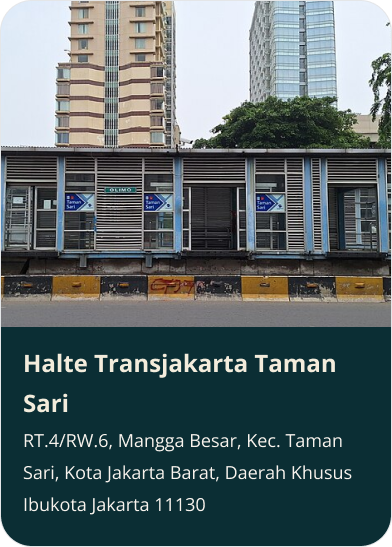 OLIMO
Taman
Sari
Taman
Sari
Taman
Sari
Halte Transjakarta Taman
Sari
RT.4/RW.6, Mangga Besar, Kec. Taman
Sari, Kota Jakarta Barat, Daerah Khusus
Ibukota Jakarta 11130